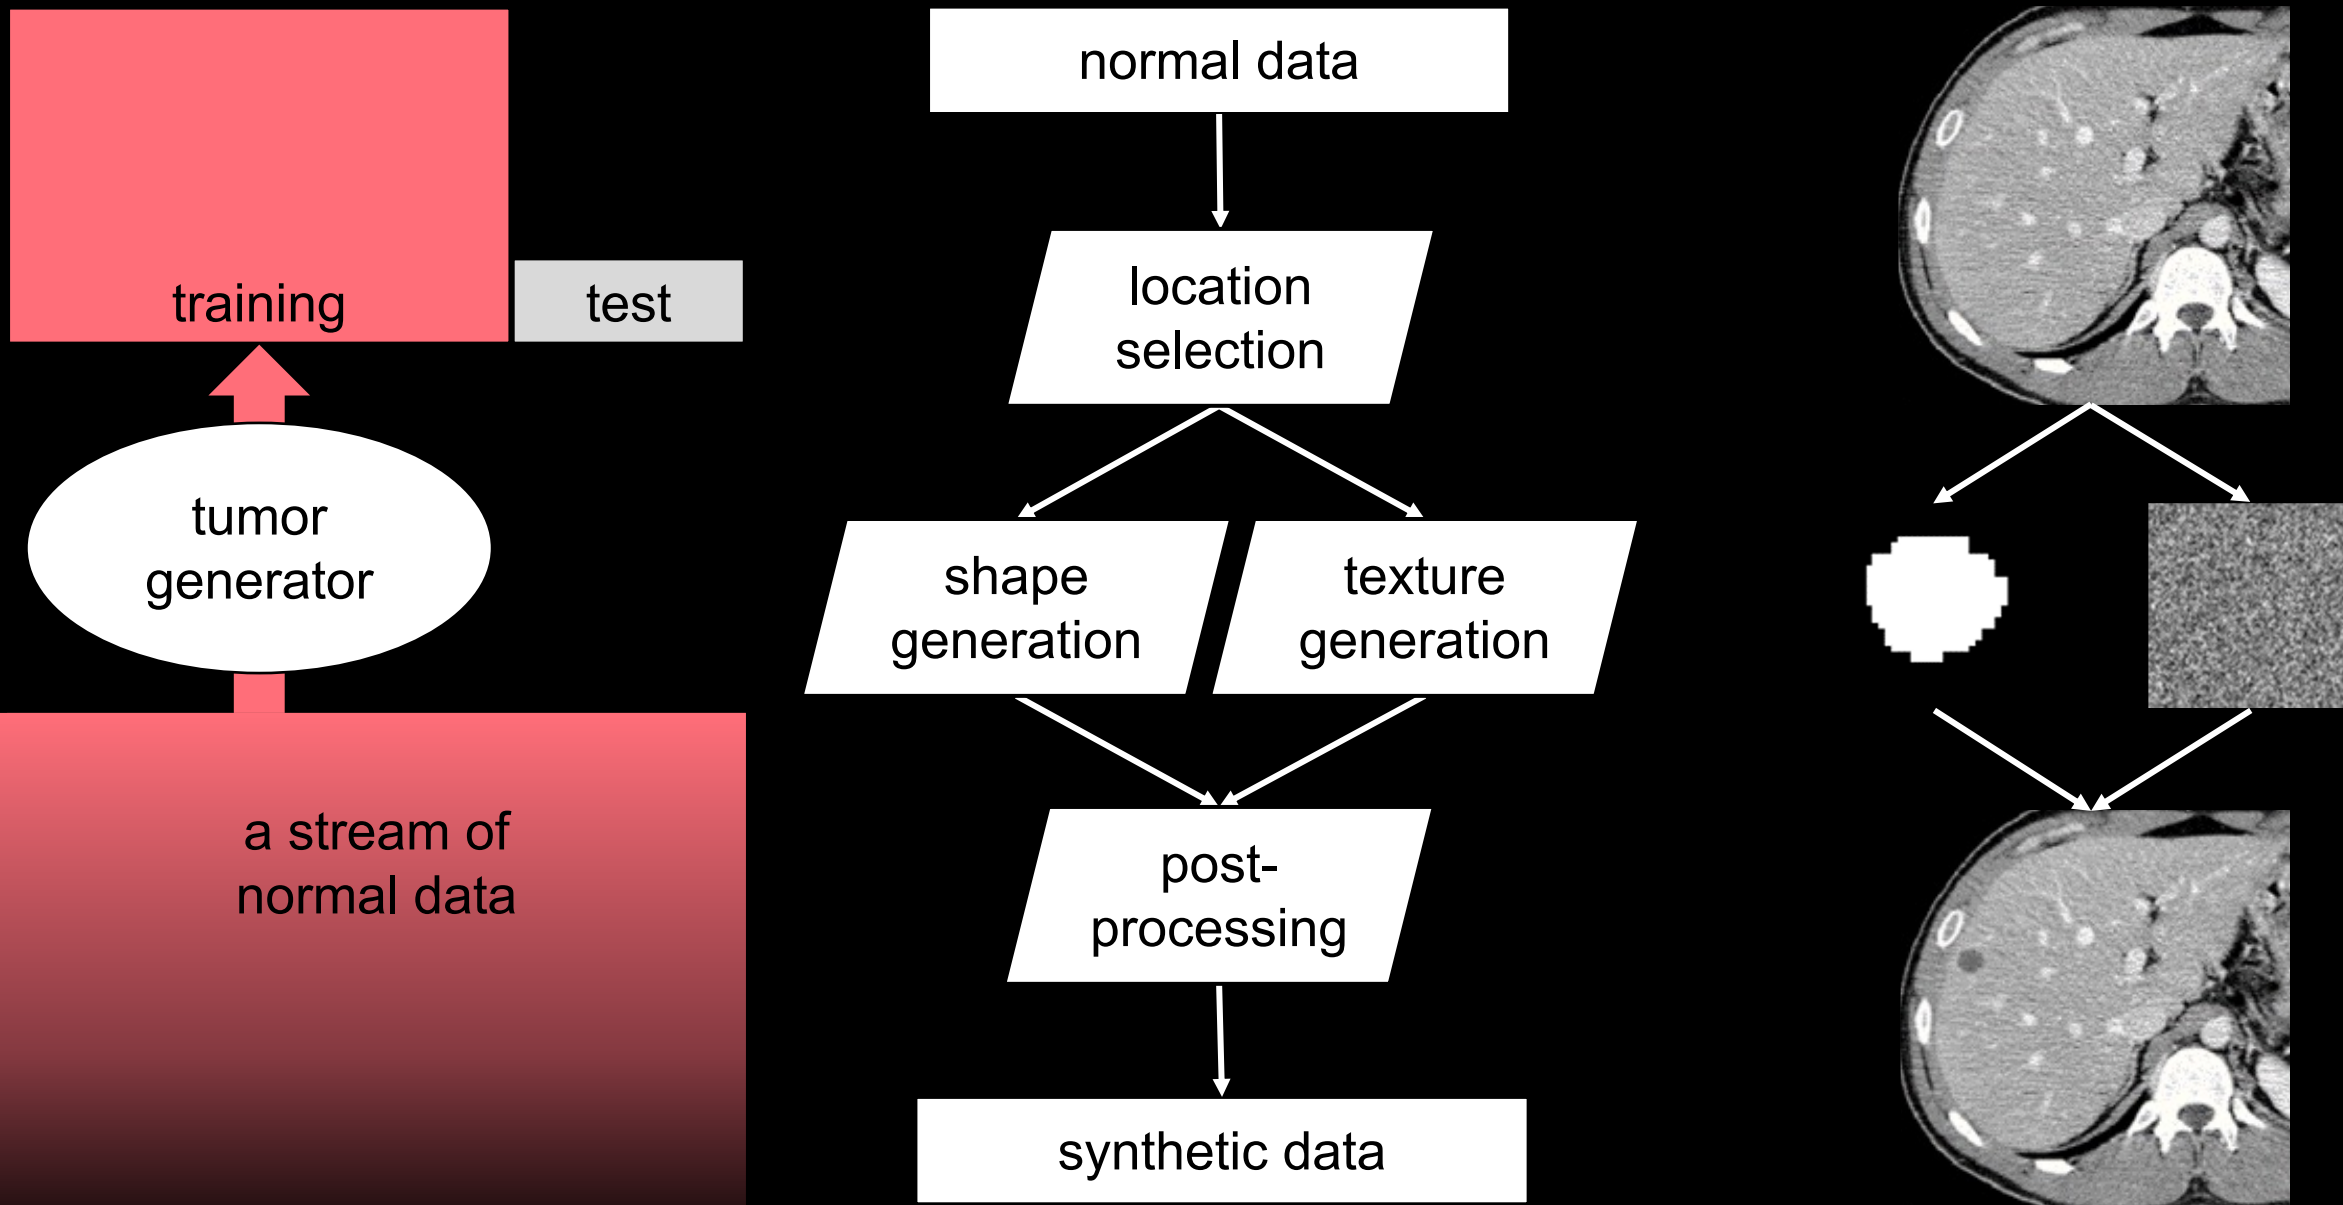 training
test
tumor
generator
a stream of
normal data
normal data
location
selection
shape
generation
texture
generation
post-
processing
synthetic data